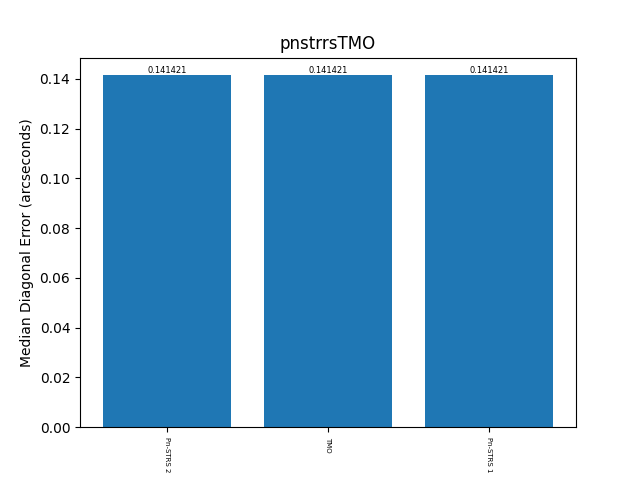 pnstrrsTMO
Median Diagonal Error (arcseconds)
0.14
0.12
0.10
0.08
0.06
0.04
0.02
0.00
0.141421
0.141421
0.141421
Pn-STRS 2
TMO
Pn-STRS 1